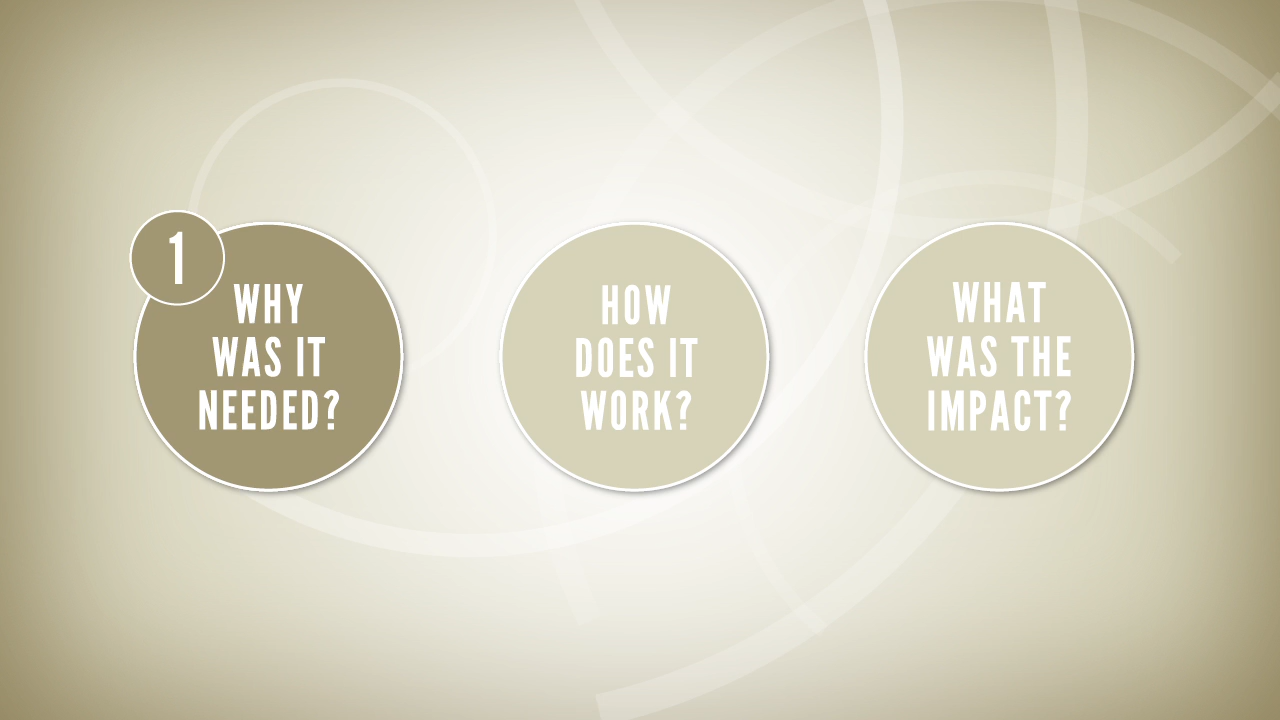 1
WHY
WAS IT
NEEDED?
HOW
DOES IT
WORK?
WHAT
WAS THE
IMPACT?